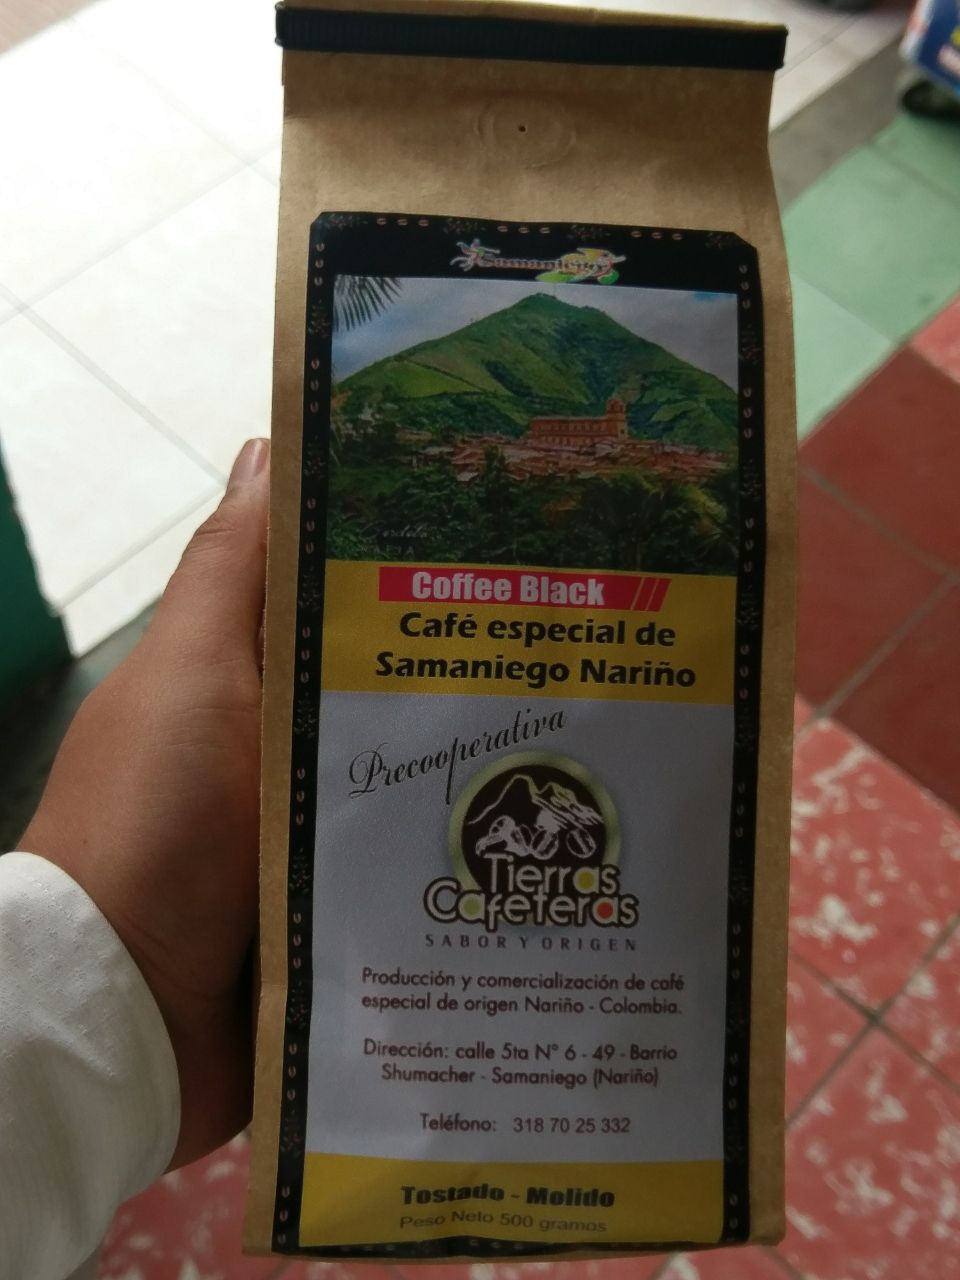 Samaniego
Coffee Black
Café especial de
Samaniego Nariño
Precooperativa
Tierras
Cafeteras
SABOR Y ORIGEN
Producción y comercialización de café
especial de origen Nariño - Colombia.
Dirección: calle 5ta N° 6 - 49 - Barrio
Shumacher - Samaniego (Nariño)
Teléfono: 318 70 25 332
Tostado - Molido
Peso Neto 500 gramos